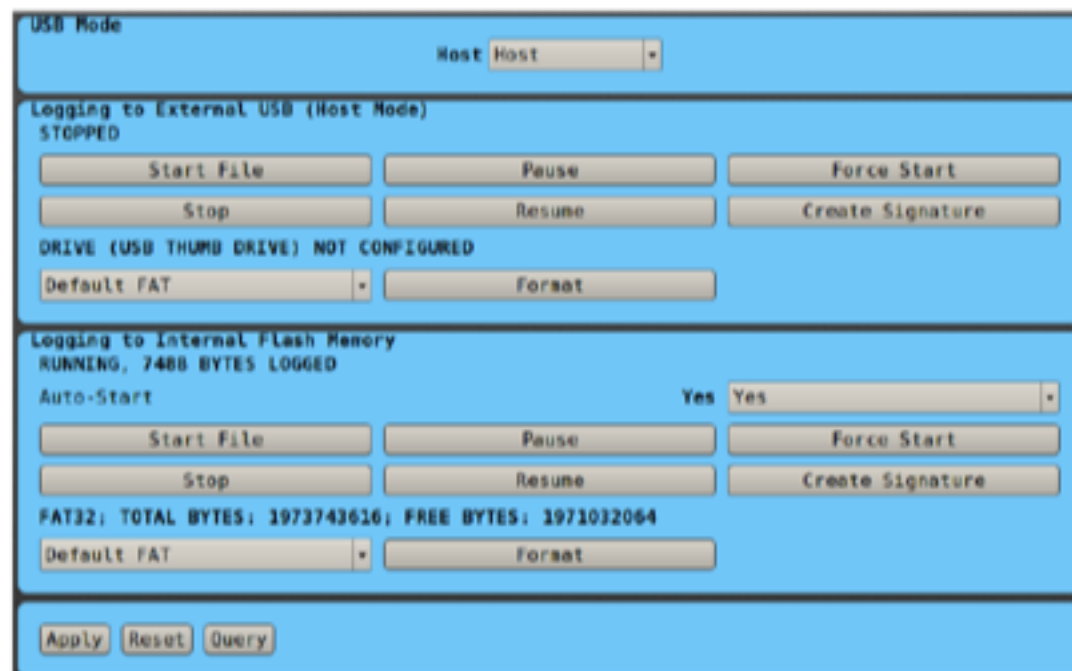 USB Mode
Host Host
Logging to External USB (Host Mode)
STOPPED
Start File Pause Force Start
Stop Resume Create Signature
DRIVE (USB THUMB DRIVE) NOT CONFIGURED
Default FAT Format
Logging to Internal Flash Memory
RUNNING, 7488 BYTES LOGGED
Auto-Start Yes Yes
Start File Pause Force Start
Stop Resume Create Signature
FAT32; TOTAL BYTES: 1973743616; FREE BYTES: 1971032064
Default FAT Format
Apply Reset Query